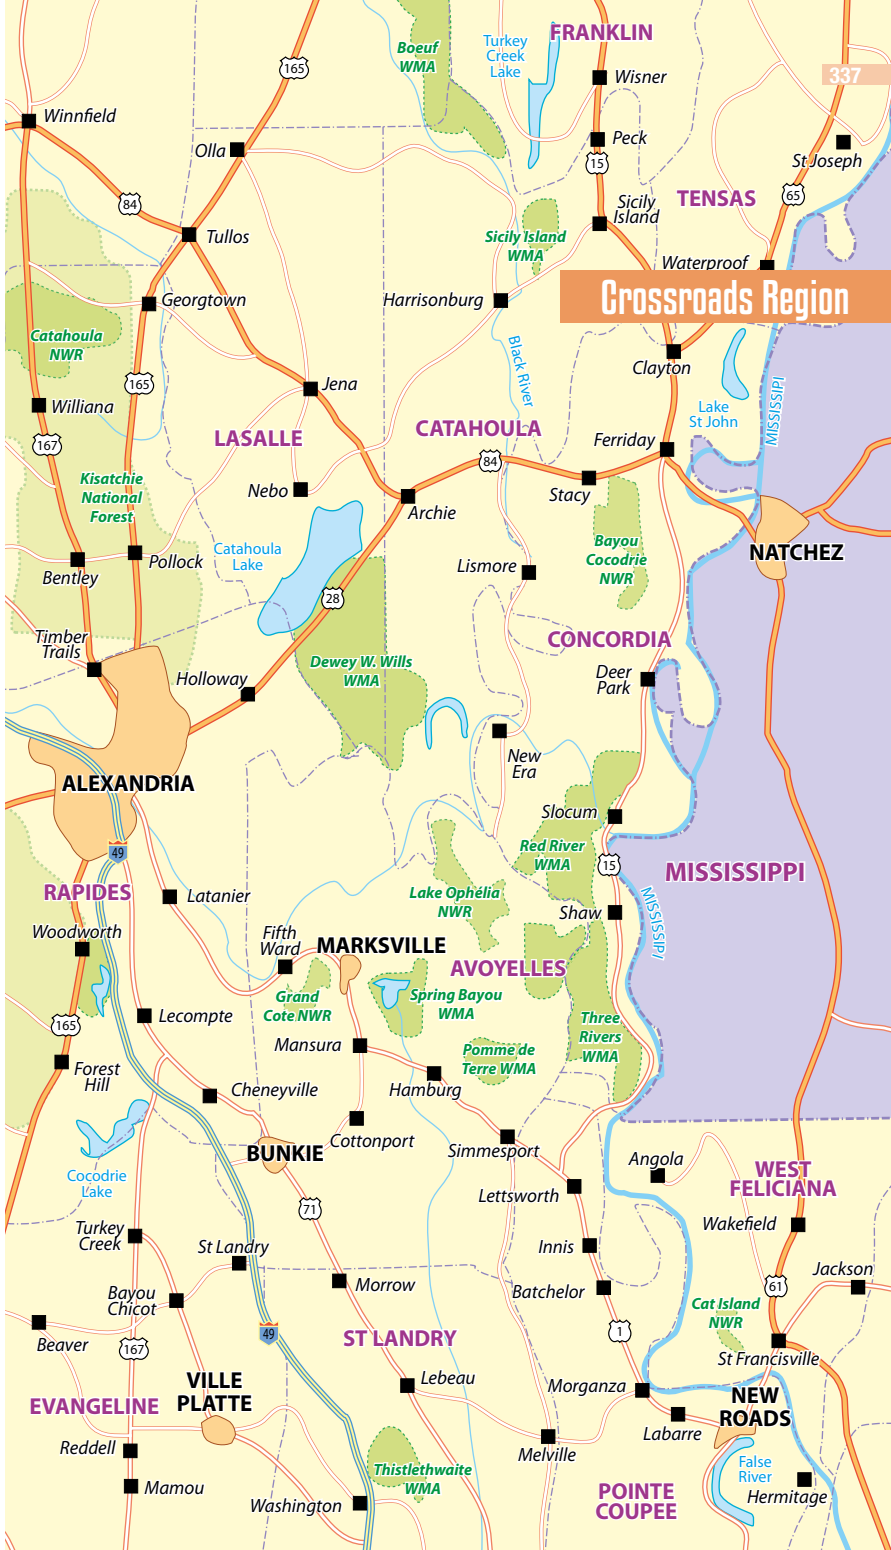 FRANKLIN
Boeuf
WMA
Turkey
Creek
Lake
165
Wisner
337
Winnfield
Olla
Peck
15
St Joseph
84
TENSAS
65
Sicily
Island
Tullos
Sicily Island
WMA
Waterproof
Crossroads Region
Georgtown
Harrisonburg
Catahoula
NWR
Black River
Clayton
165
Jena
MISSISSIPI
Williana
Lake
St John
LASALLE
CATAHOULA
167
Ferriday
84
Kisatchie
National
Forest
Nebo
Stacy
Archie
Catahoula
Lake
Bayou
Cocodrie
NWR
NATCHEZ
Bentley
Pollock
Lismore
28
Timber
Trails
CONCORDIA
Dewey W. Wills
WMA
Holloway
Deer
Park
New
Era
ALEXANDRIA
Slocum
49
Red River
WMA
15
MISSISSIPPI
RAPIDES
Latanier
Lake Ophélia
NWR
Shaw
MISSISSIPI
Woodworth
Fifth
Ward
MARKSVILLE
AVOYELLES
Grand
Cote NWR
Spring Bayou
WMA
165
Lecompte
Three
Rivers
WMA
Mansura
Pomme de
Terre WMA
Forest
Hill
Cheneyville
Hamburg
Cottonport
BUNKIE
Simmesport
Cocodrie
Lake
Angola
WEST
FELICIANA
Lettsworth
71
Wakefield
Turkey
Creek
St Landry
Innis
Jackson
Bayou
Chicot
Morrow
Batchelor
61
Cat Island
NWR
Beaver
167
49
ST LANDRY
1
St Francisville
VILLE
PLATTE
Lebeau
Morganza
NEW
ROADS
EVANGELINE
Labarre
Reddell
Melville
False
River
Thistlethwaite
WMA
Mamou
Washington
POINTE
COUPEE
Hermitage